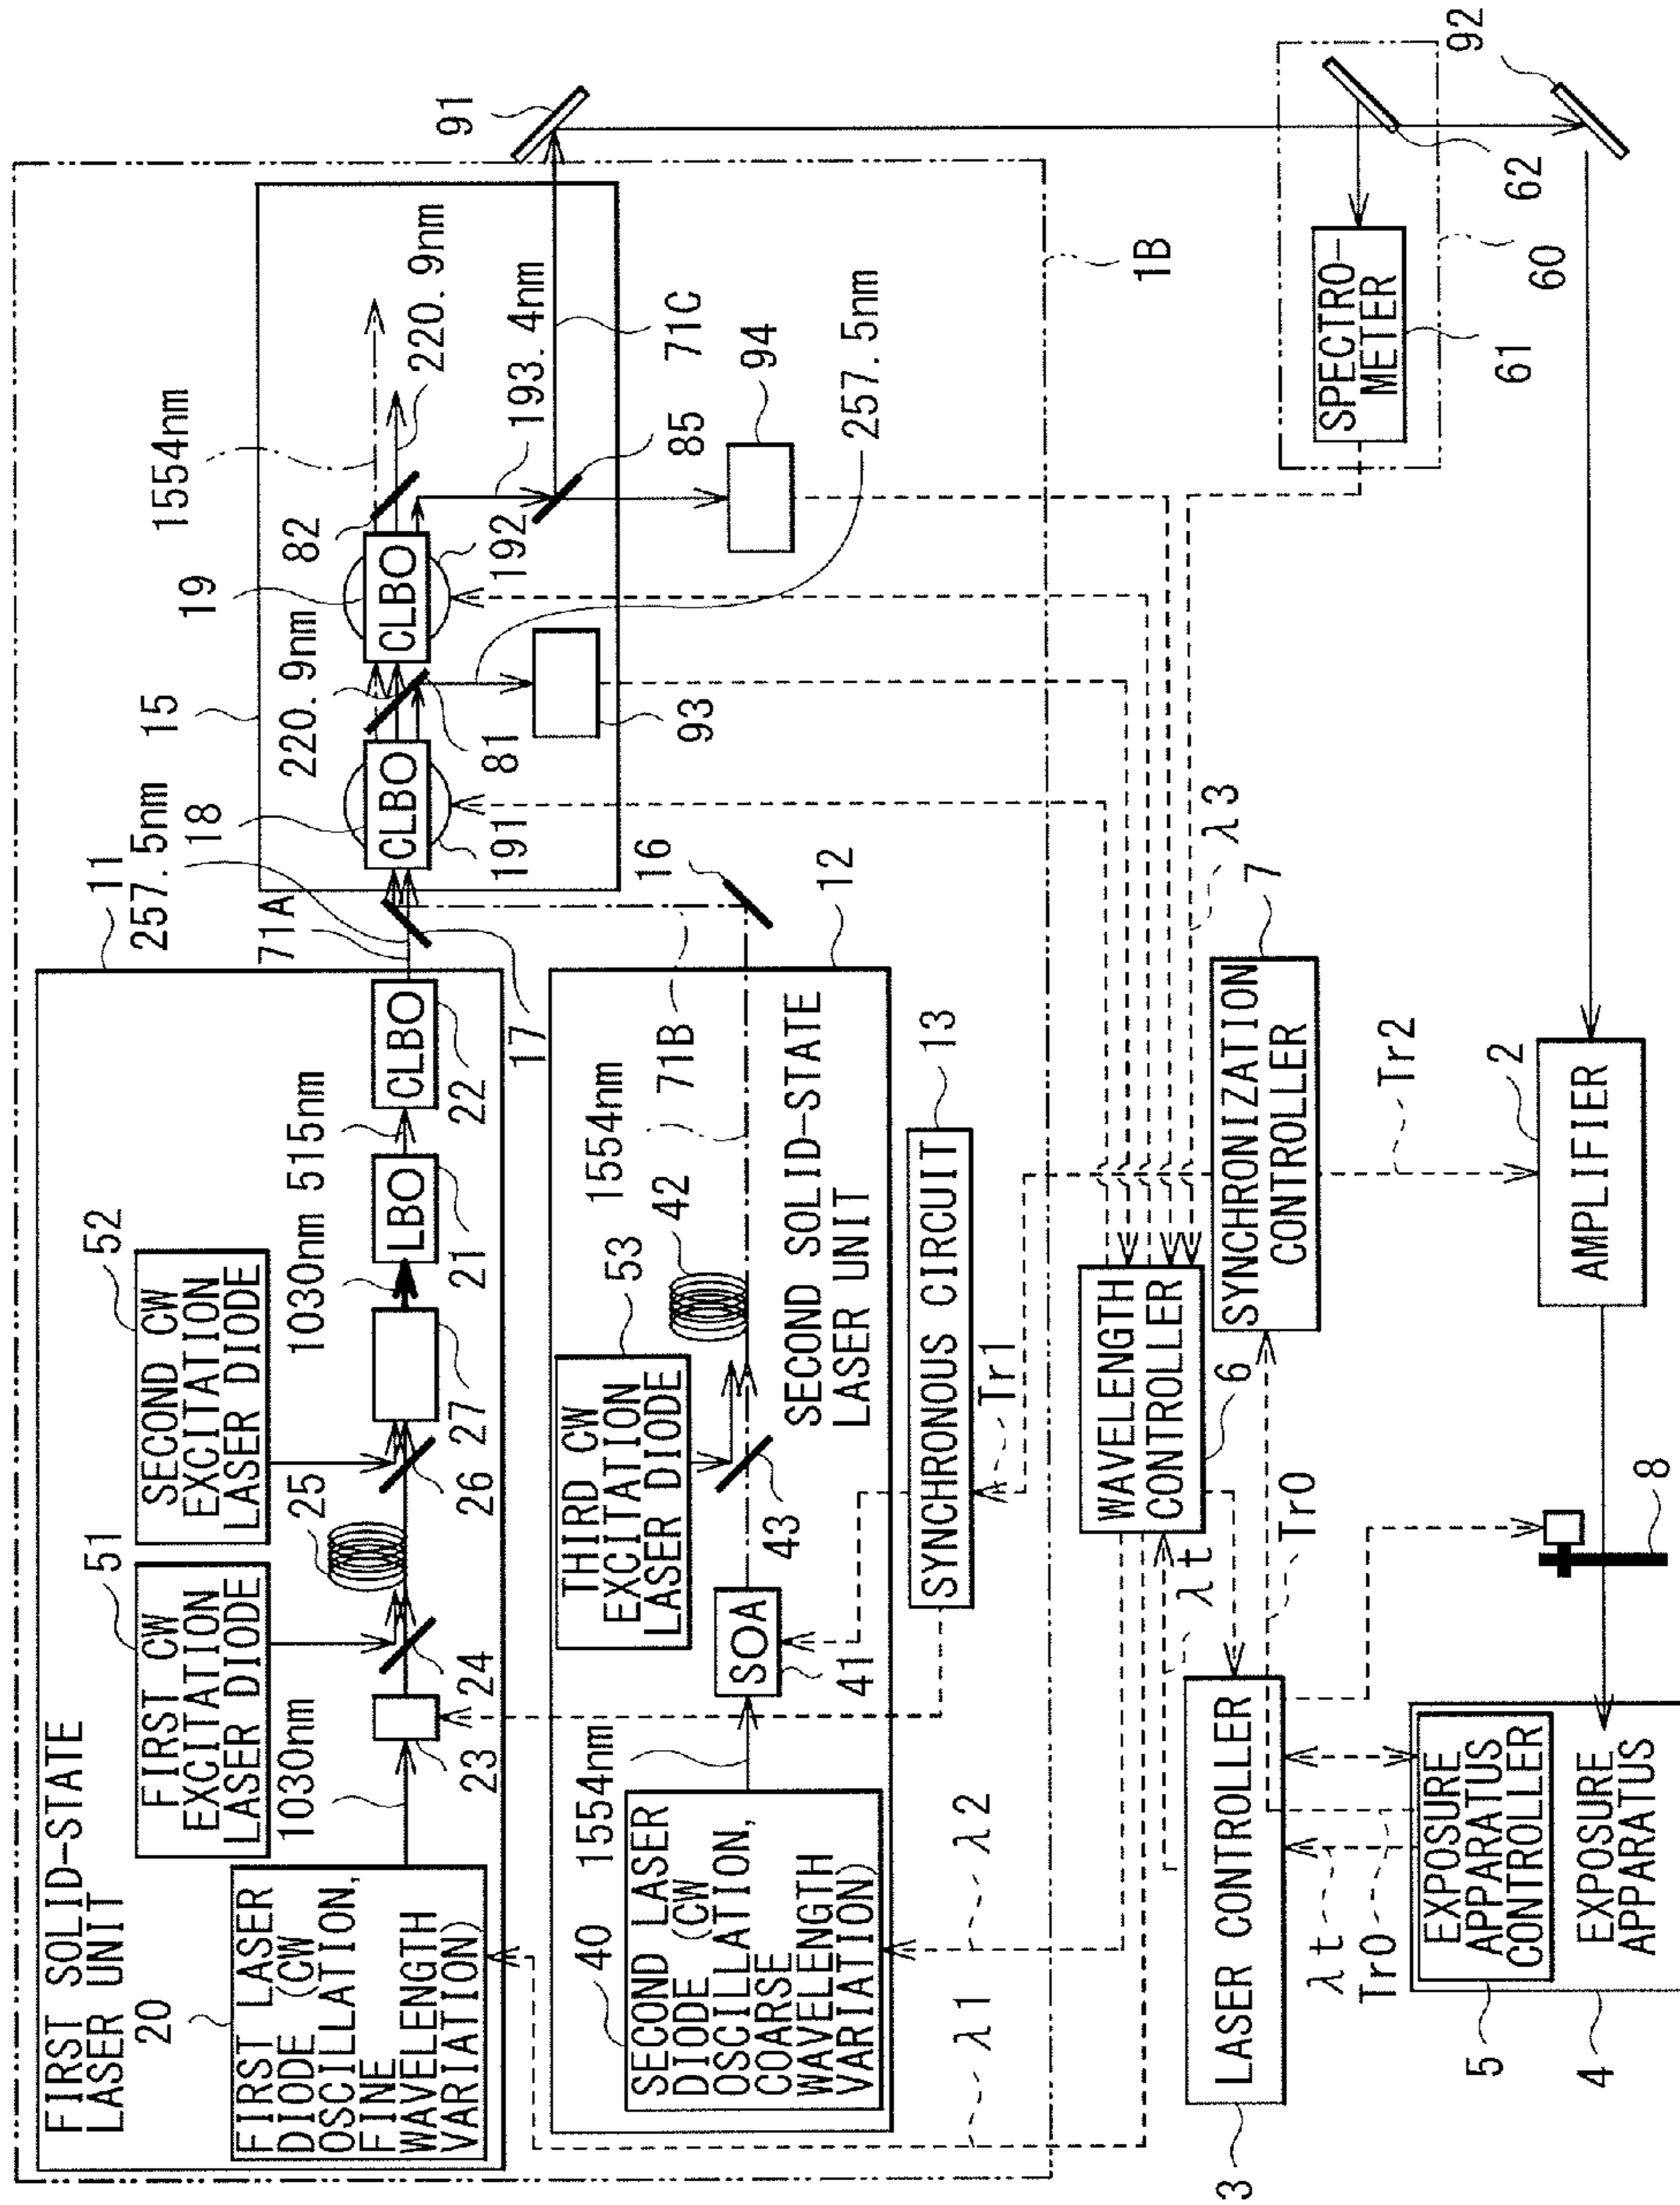 FIRST SOLID-STATE
LASER UNIT
20
FIRST LASER
DIODE (CW
OSCILLATION,
FINE
WAVELENGTH
VARIATION)
1030nm
23
24
51
FIRST CW
EXCITATION
LASER DIODE
25
52
SECOND CW
EXCITATION
LASER DIODE
26
27
1030nm
515nm
LBO
21
CLBO
22
11
257. 5nm
71A
17
18
15
CLBO
191
220. 9nm
81
19
CLBO
192
82
1554nm
220. 9nm
193. 4nm
71C
85
93
94
257. 5nm
91
1B
40
SECOND LASER
DIODE (CW
OSCILLATION,
COARSE
WAVELENGTH
VARIATION)
1554nm
SOA
41
THIRD CW
EXCITATION
LASER DIODE
53
43
42
1554nm
71B
16
12
SECOND SOLID-STATE
LASER UNIT
SYNCHRONOUS CIRCUIT
13
Tr1
λ1
λ2
WAVELENGTH
CONTROLLER
6
λ3
λt
Tr0
SYNCHRONIZATION
CONTROLLER
7
Tr2
3
LASER CONTROLLER
λt
Tr0
5
EXPOSURE
APPARATUS
CONTROLLER
4
EXPOSURE
APPARATUS
8
AMPLIFIER
2
SPECTRO-
METER
61
60
62
92